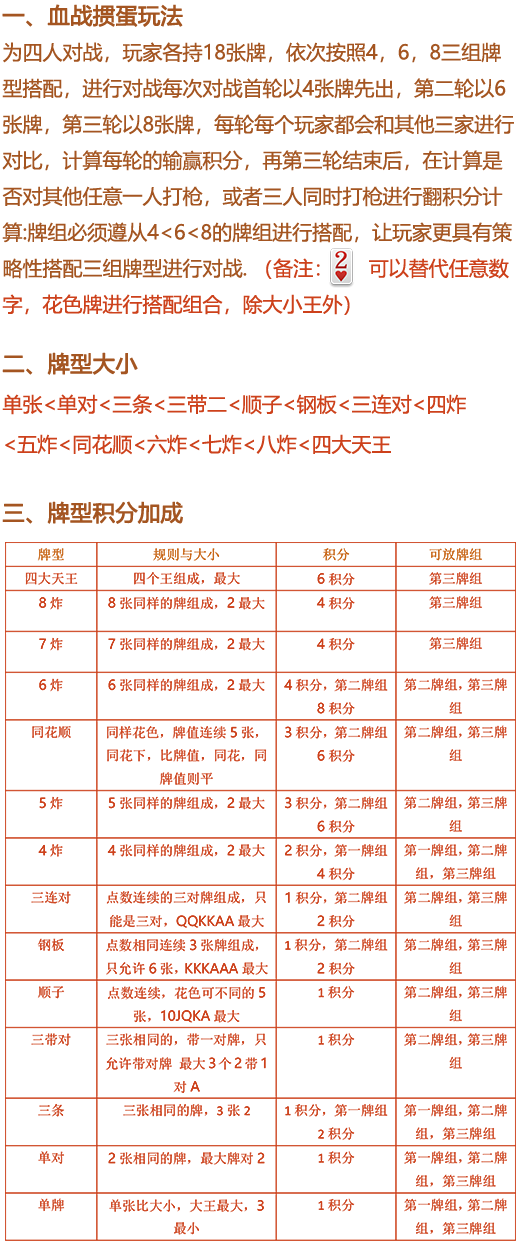 一、血战掼蛋玩法
为四人对战，玩家各持18张牌，依次按照4，6，8三组牌
型搭配，进行对战每次对战首轮以4张牌先出，第二轮以6
张牌，第三轮以8张牌，每轮每个玩家都会和其他三家进行
对比，计算每轮的输赢积分，再第三轮结束后，在计算是
否对其他任意一人打枪，或者三人同时打枪进行翻积分计
算:牌组必须遵从4<6<8的牌组进行搭配，让玩家更具有策
略性搭配三组牌型进行对战.（备注：2♥ 可以替代任意数
字，花色牌进行搭配组合，除大小王外）
二、牌型大小
单张<单对<三条<三带二<顺子<钢板<三连对<四炸
<五炸<同花顺<六炸<七炸<八炸<四大天王
三、牌型积分加成
牌型 规则与大小 积分 可放牌组
四大天王 四个王组成，最大 6积分 第三牌组
8炸 8张同样的牌组成，2最大 4积分 第三牌组
7炸 7张同样的牌组成，2最大 4积分 第三牌组
6炸 6张同样的牌组成，2最大 4积分，第二牌组 第二牌组，第三牌
8积分 组
同花顺 同样花色，牌值连续5张， 3积分，第二牌组 第二牌组，第三牌
同花下，比牌值，同花，同 6积分 组
牌值则平
5炸 5张同样的牌组成，2最大 3积分，第二牌组 第二牌组，第三牌
6积分 组
4炸 4张同样的牌组成，2最大 2积分，第一牌组 第一牌组，第二牌
4积分 组，第三牌组
三连对 点数连续的三对牌组成，只 1积分，第二牌组 第二牌组，第三牌
能是三对，QQKKAA最大 2积分 组
钢板 点数相同连续3张牌组成， 1积分，第二牌组 第二牌组，第三牌
只允许6张，KKKAAA最大 2积分 组
顺子 点数连续，花色可不同的5 1积分 第二牌组，第三牌
张，10JQKA最大 组
三带对 三张相同的，带一对牌，只 1积分 第二牌组，第三牌
允许带对牌 最大3个2带1 组
对A
三条 三张相同的牌，3张2 1积分，第一牌组 第一牌组，第二牌
2积分 组，第三牌组
单对 2张相同的牌，最大牌对2 1积分 第一牌组，第二牌
组，第三牌组
单牌 单张比大小，大王最大，3 1积分 第一牌组，第二牌
最小 组，第三牌组